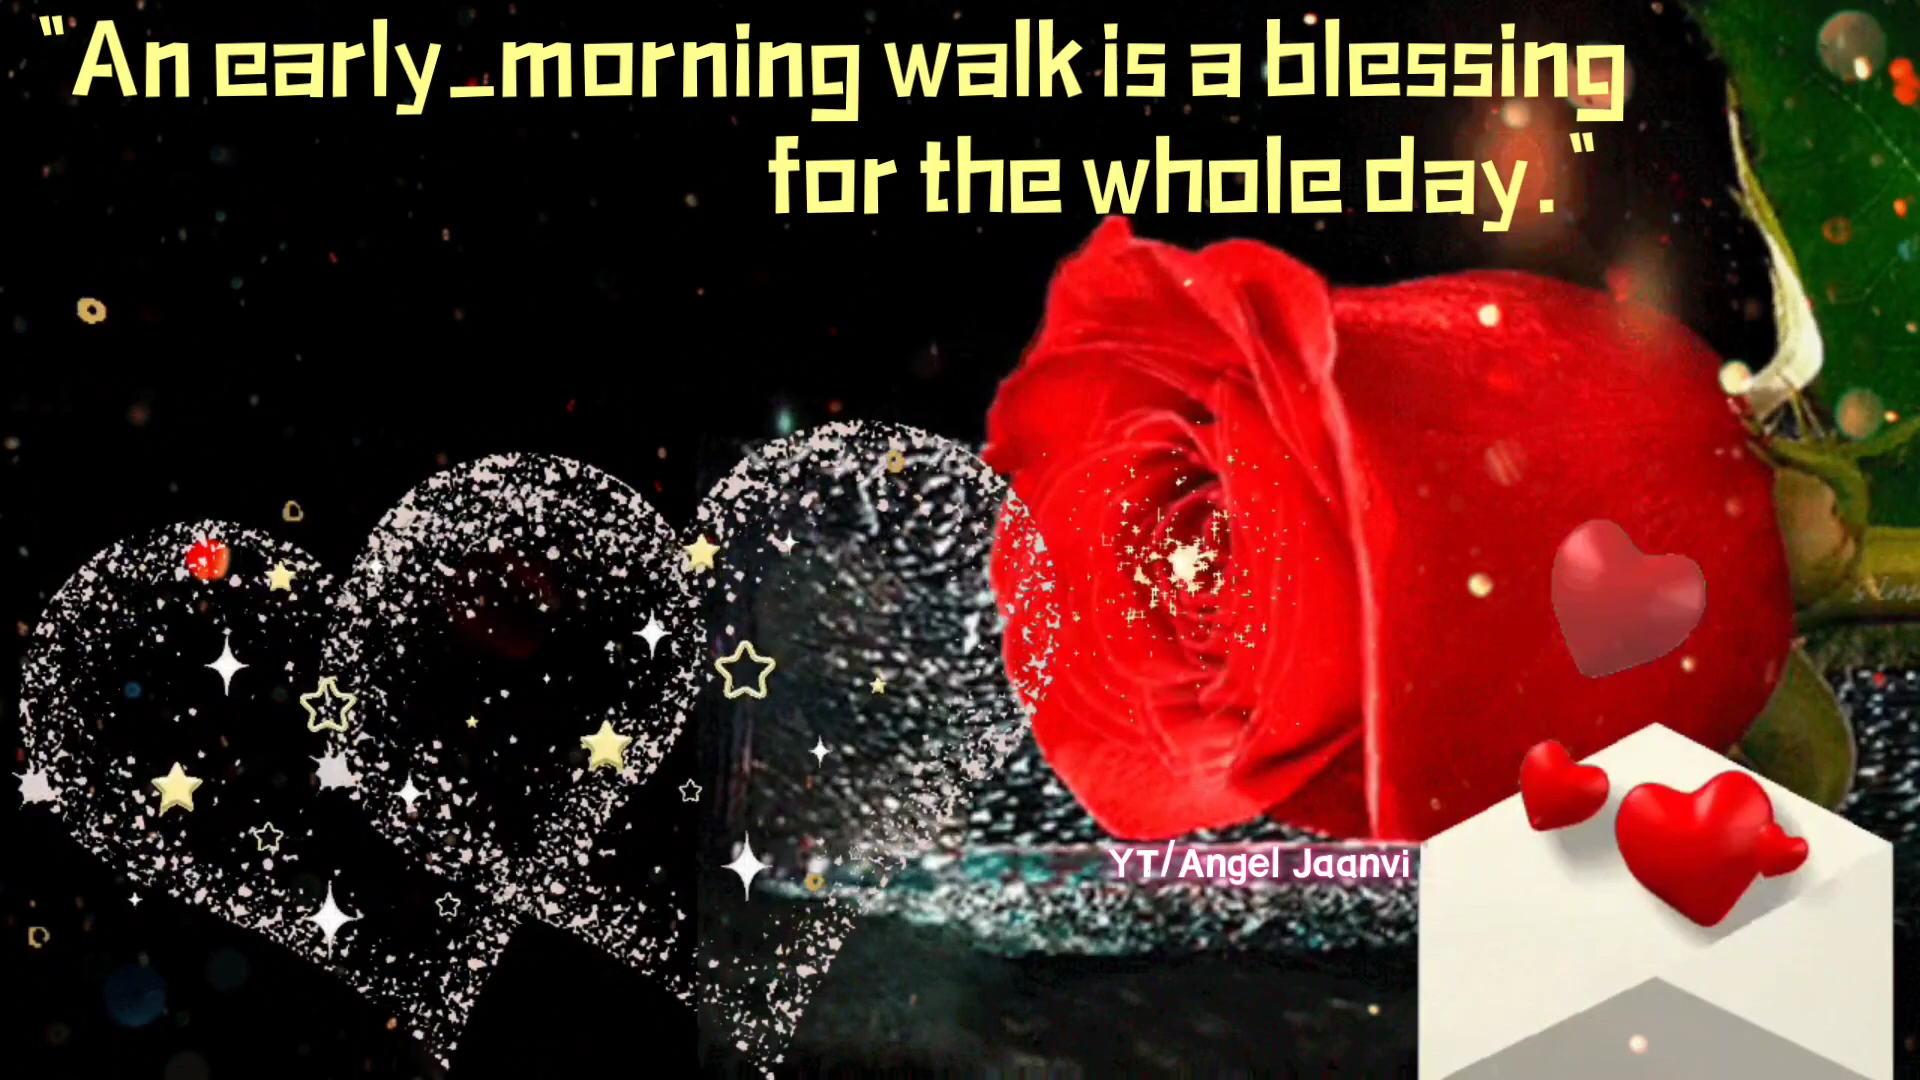 "An early_morning walk is a blessing
for the whole day."
YT/Angel Jaanvi